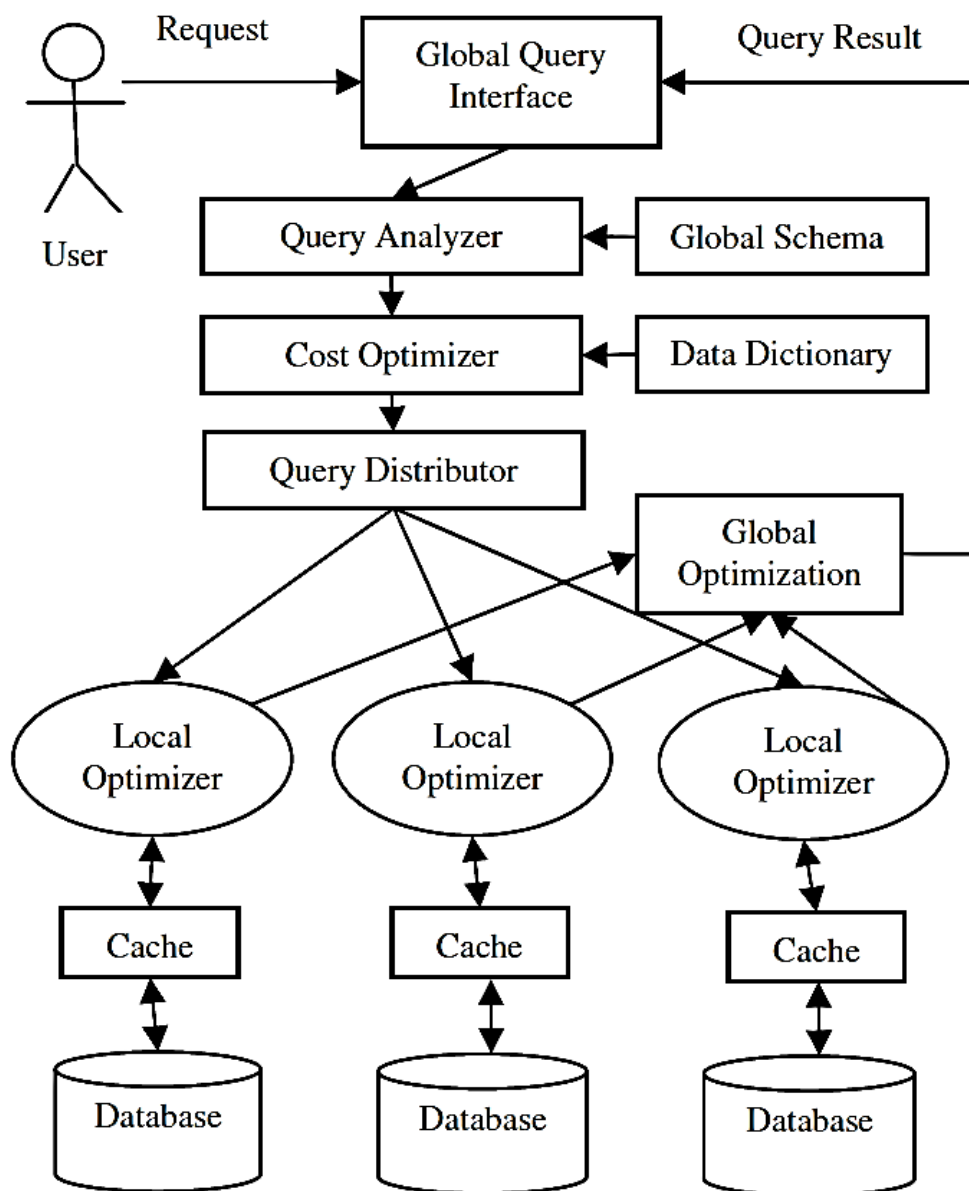 Request
Global Query
Interface
Query Result
User
Query Analyzer
Global Schema
Cost Optimizer
Data Dictionary
Query Distributor
Global
Optimization
Local
Optimizer
Local
Optimizer
Local
Optimizer
Cache
Cache
Cache
Database
Database
Database